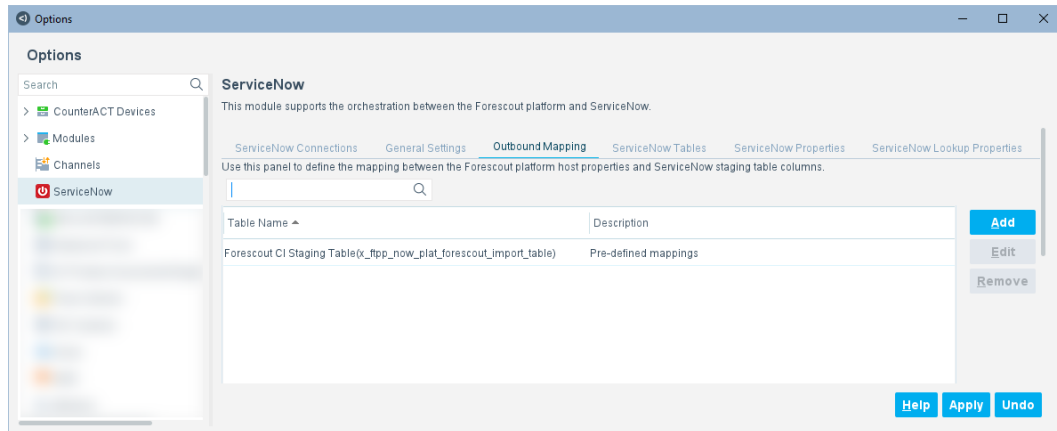 Options
Options
Search
CounterACT Devices
Modules
Channels
ServiceNow
ServiceNow
This module supports the orchestration between the Forescout platform and ServiceNow.
ServiceNow Connections General Settings Outbound Mapping ServiceNow Tables ServiceNow Properties ServiceNow Lookup Properties
Use this panel to define the mapping between the Forescout platform host properties and ServiceNow staging table columns.
Table Name Description
Forescout CI Staging Table(x_ftpp_now_plat_forescout_import_table) Pre-defined mappings
Add
Edit
Remove
Help Apply Undo